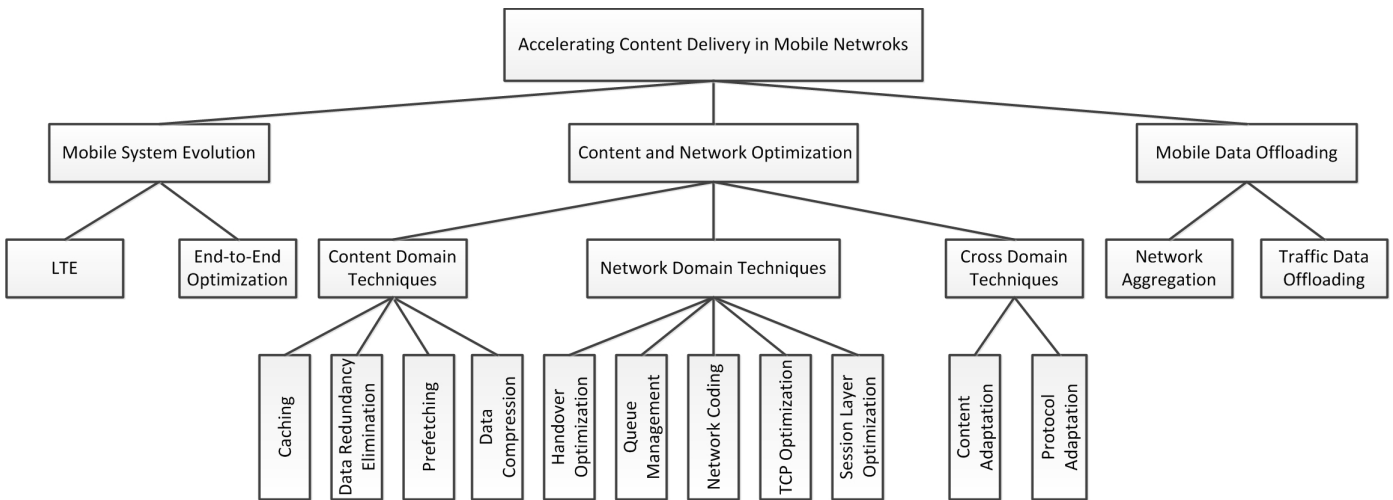 Accelerating Content Delivery in Mobile Netwroks
Mobile System Evolution
Content and Network Optimization
Mobile Data Offloading
LTE
End-to-End
Optimization
Content Domain
Techniques
Network Domain Techniques
Cross Domain
Techniques
Network
Aggregation
Traffic Data
Offloading
Caching
Data Redundancy
Elimination
Prefetching
Data
Compression
Handover
Optimization
Queue
Management
Network Coding
TCP Optimization
Session Layer
Optimization
Content
Adaptation
Protocol
Adaptation